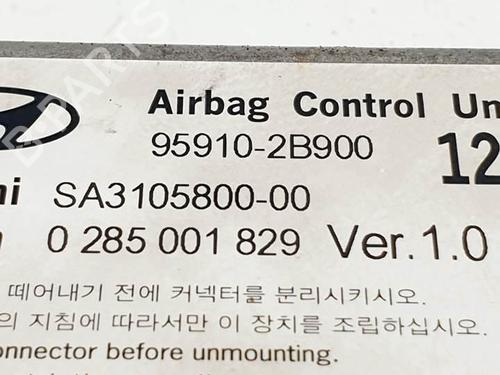 Airbag Control Un
95910-2B900 12
ni SA3105800-00
0 285 001 829 Ver.1.0
떼어내기 전에 커넥터를 분리시키시오.
의 지침에 따라서만 이 장치를 조립하십시오.
onnector before unmounting.